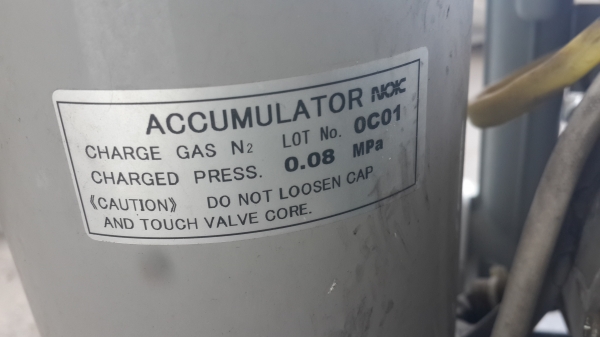 ACCUMULATOR NOK
CHARGE GAS N₂ LOT No. 0C01
CHARGED PRESS. 0.08 MPa
《CAUTION》 DO NOT LOOSEN CAP
AND TOUCH VALVE CORE.